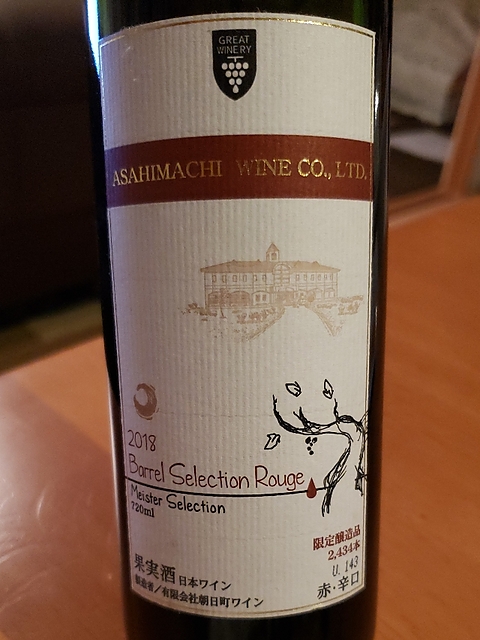 GREAT
WINERY
ASAHIMACHI WINE CO., LTD.
2018
Barrel Selection Rouge
Meister Selection
720ml
限定醸造品
2,434本
U. 143
果実酒 日本ワイン
赤・辛口
製造者/有限会社朝日町ワイン